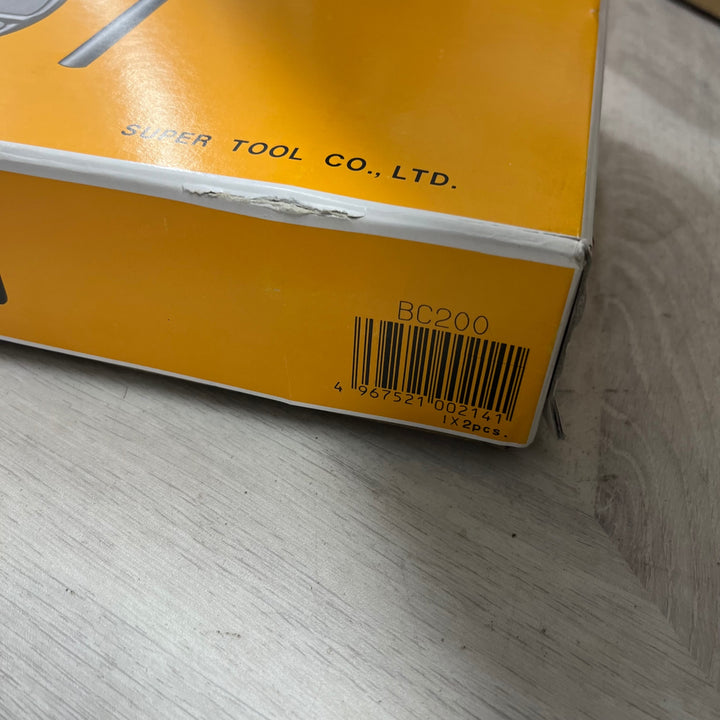 SUPER TOOL CO., LTD.
BC200
4 967521 002141
1X2pcs.